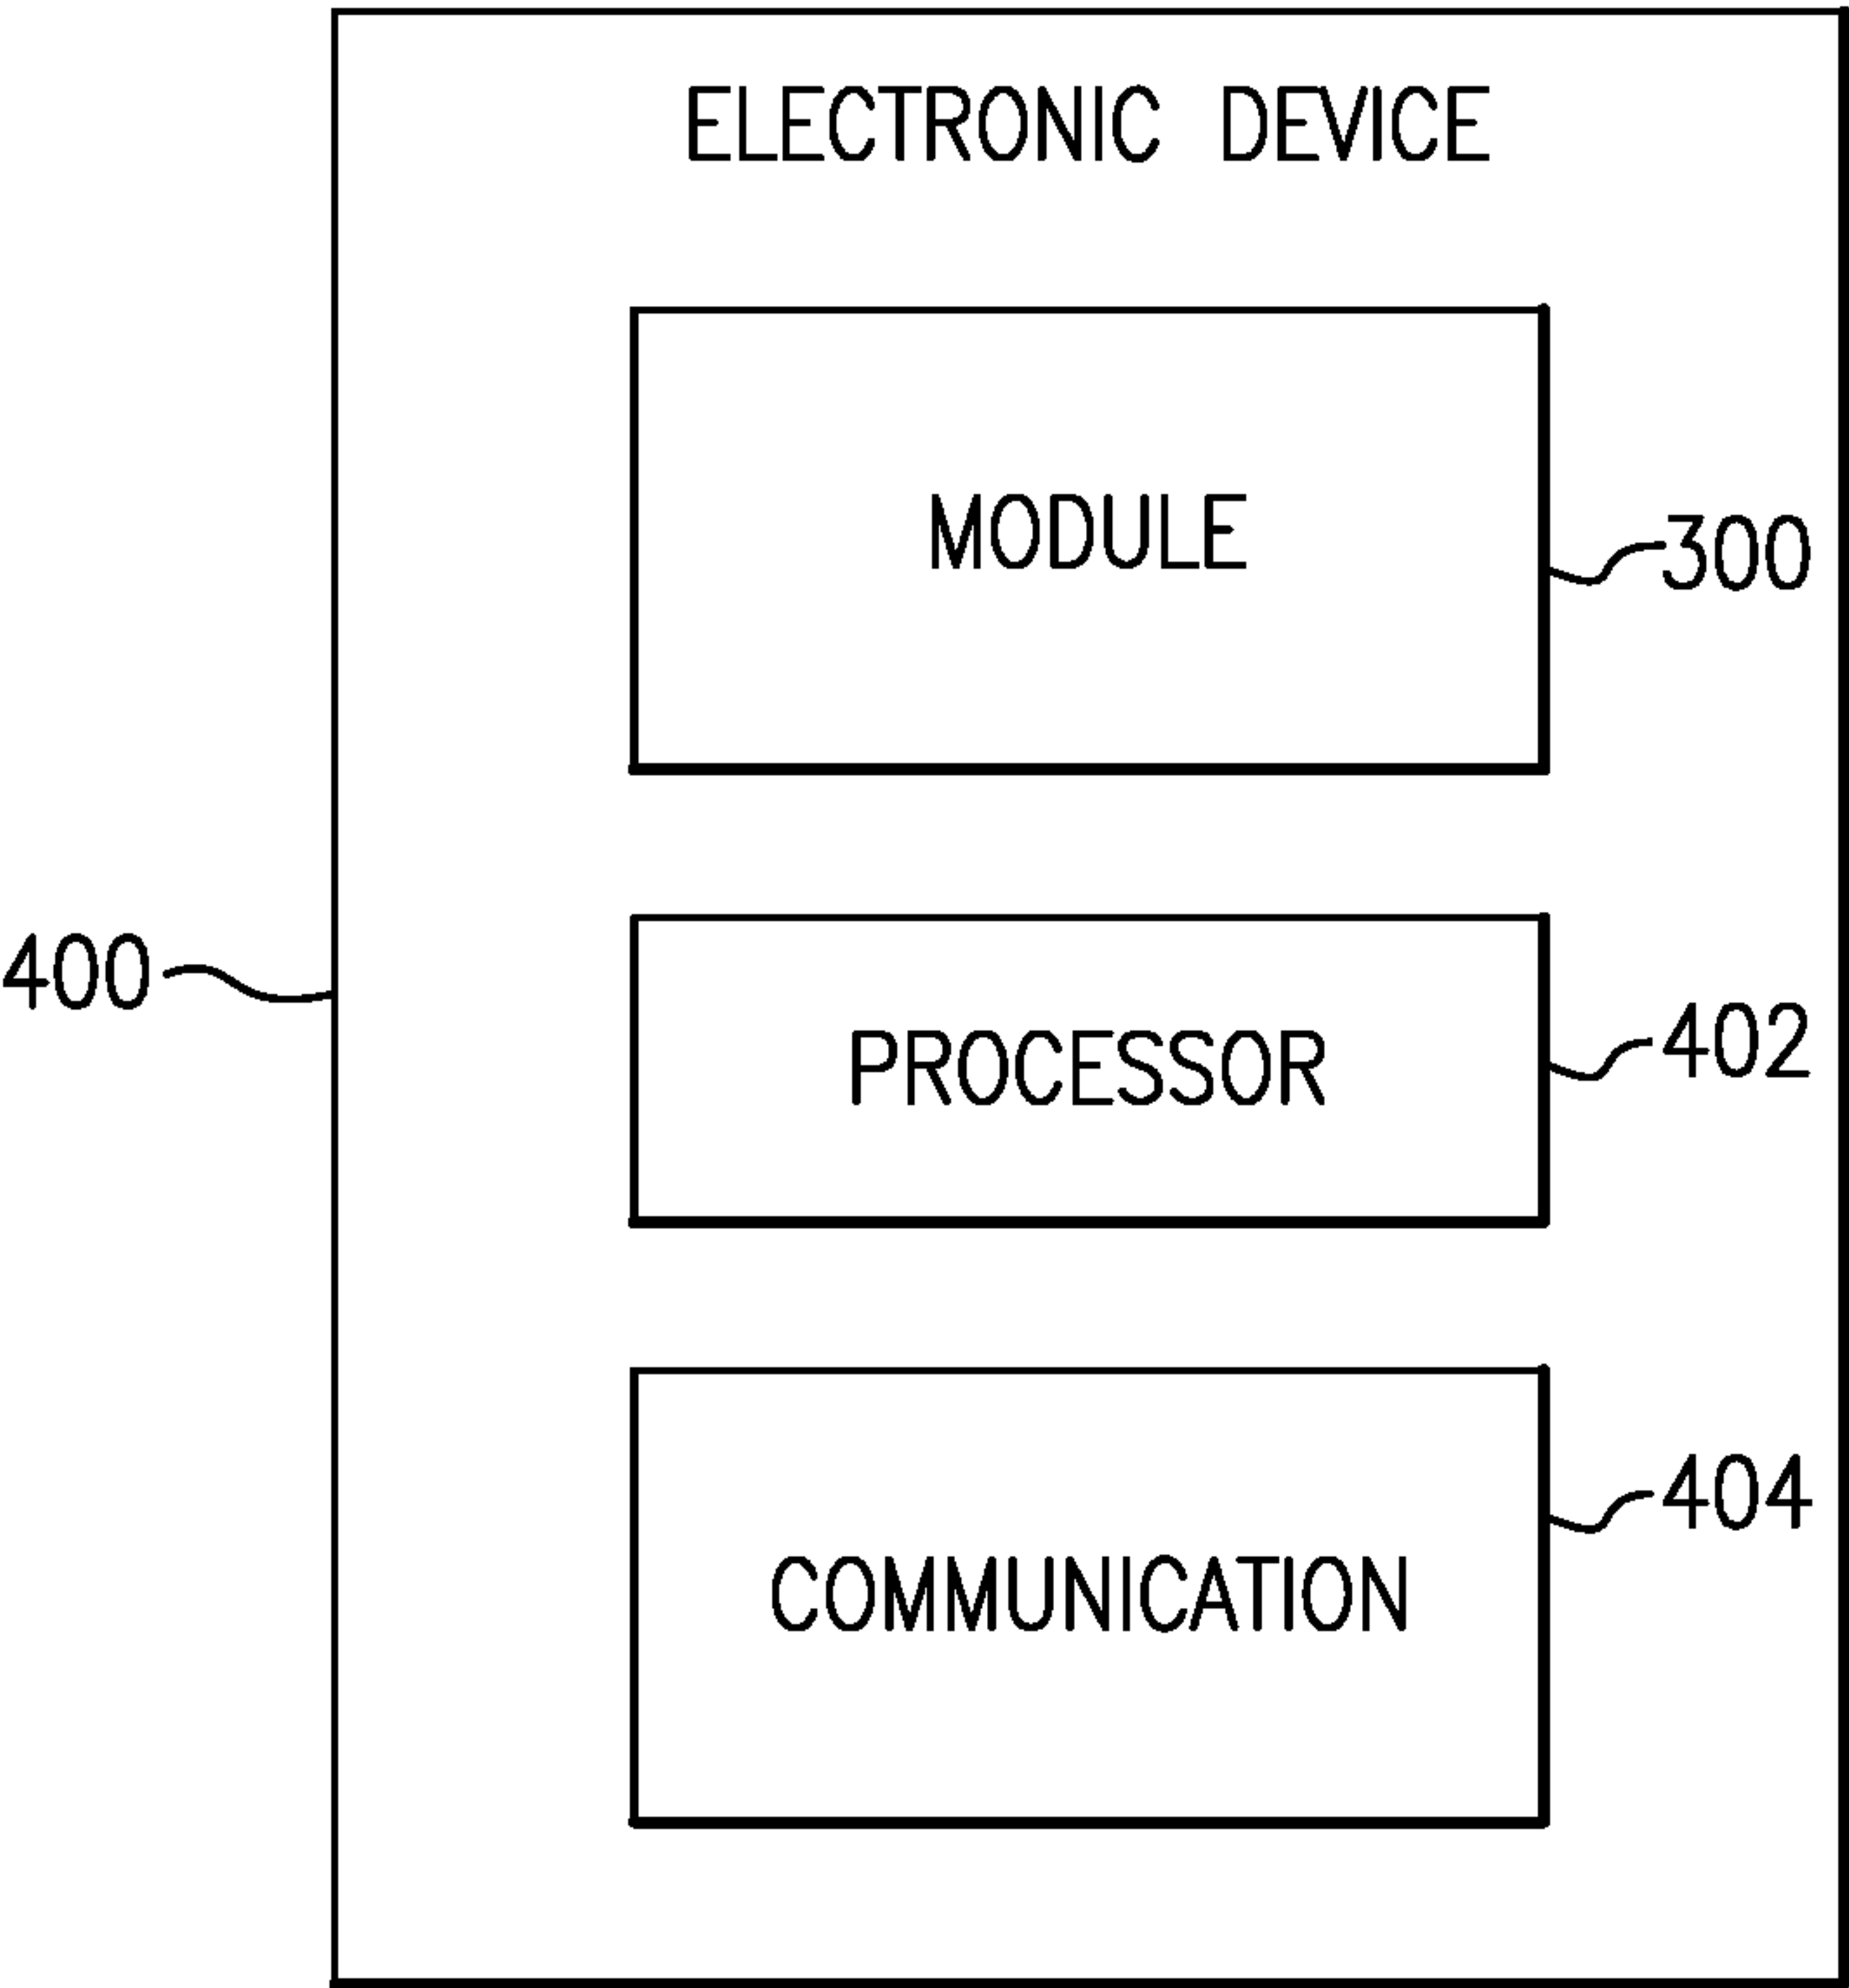 ELECTRONIC DEVICE
MODULE
300
400
PROCESSOR
402
COMMUNICATION
404